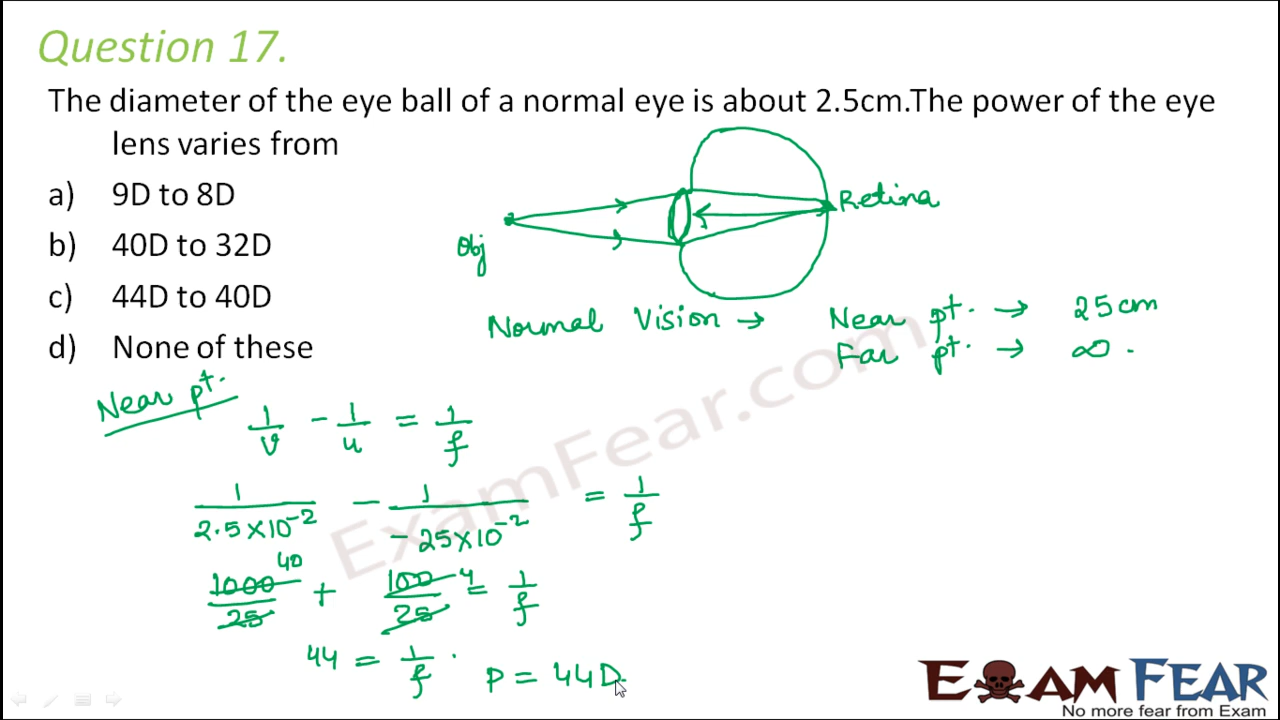 Question 17.
The diameter of the eye ball of a normal eye is about 2.5cm.The power of the eye
lens varies from
a) 9D to 8D
b) 40D to 32D
c) 44D to 40D
d) None of these
Retina
Obj
Normal Vision → Near pt. → 25cm
Far pt. → ∞ .
Near pt.
1/v - 1/u = 1/f
1/2.5×10⁻² - 1/-25×10⁻² = 1/f
1000/25 40 + 100/25 4 = 1/f
44 = 1/f . P = 44D
ExamFear.com
EXAM FEAR
No more fear from Exam